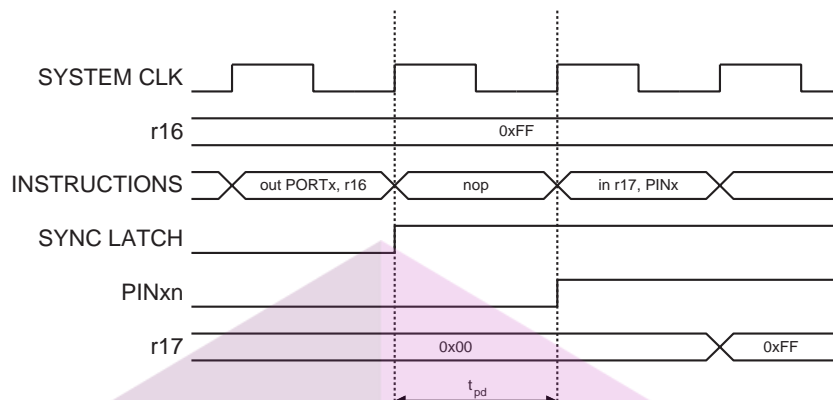 SYSTEM CLK
r16 0xFF
INSTRUCTIONS out PORTx, r16 nop in r17, PINx
SYNC LATCH
PINxn
r17 0x00 0xFF
tpd